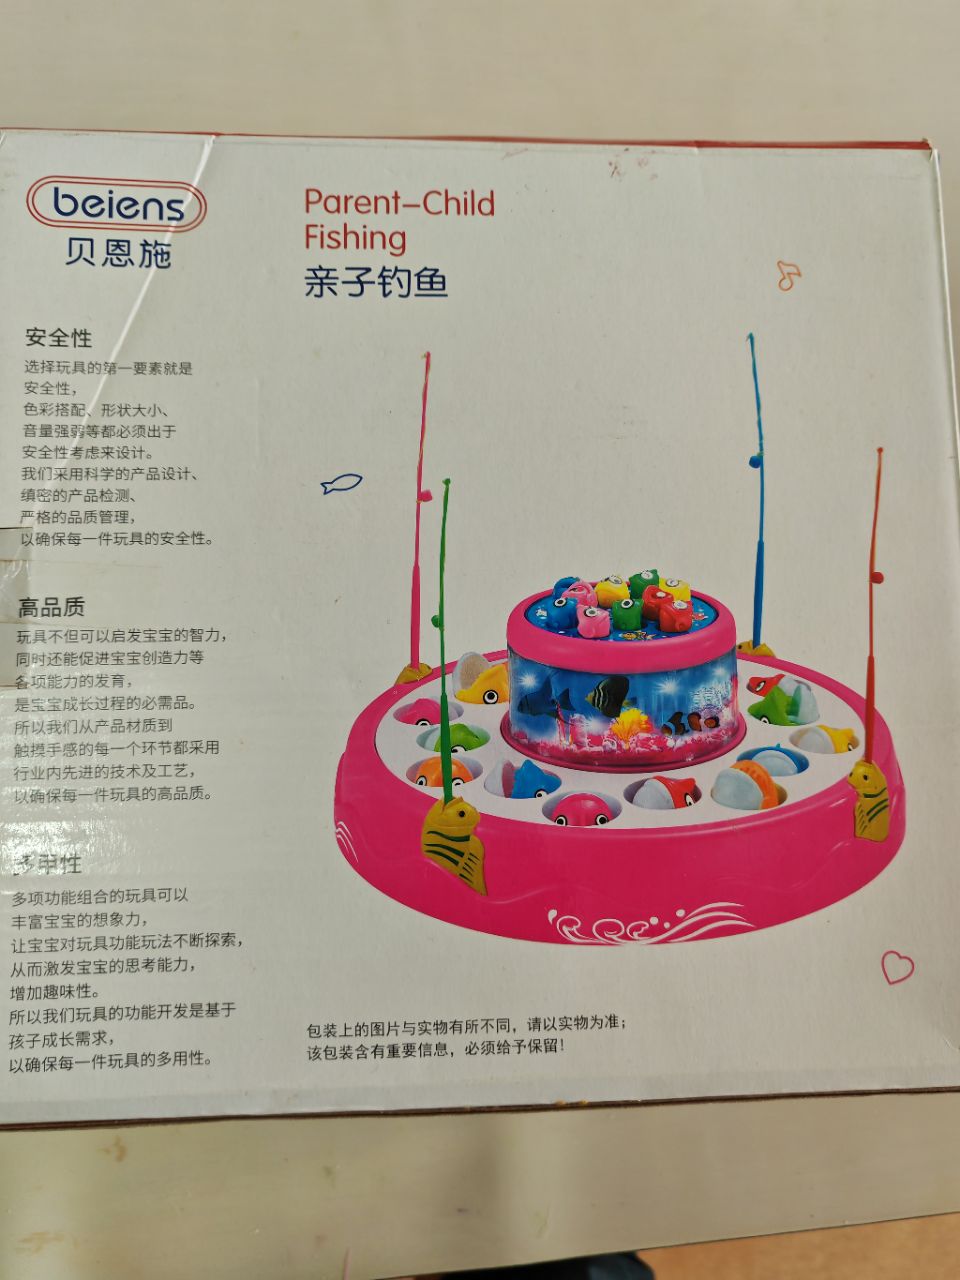 beiens
贝恩施
Parent-Child
Fishing
亲子钓鱼
安全性
选择玩具的第一要素就是
安全性，
色彩搭配、形状大小、
音量强弱等都必须出于
安全性考虑来设计。
我们采用科学的产品设计、
缜密的产品检测、
严格的品质管理，
以确保每一件玩具的安全性。
高品质
玩具不但可以启发宝宝的智力，
同时还能促进宝宝创造力等
各项能力的发育，
是宝宝成长过程的必需品。
所以我们从产品材质到
触摸手感的每一个环节都采用
行业内先进的技术及工艺，
以确保每一件玩具的高品质。
多用性
多项功能组合的玩具可以
丰富宝宝的想象力，
让宝宝对玩具功能玩法不断探索，
从而激发宝宝的思考能力，
增加趣味性。
所以我们玩具的功能开发是基于
孩子成长需求，
以确保每一件玩具的多用性。
包装上的图片与实物有所不同，请以实物为准；
该包装含有重要信息，必须给予保留！